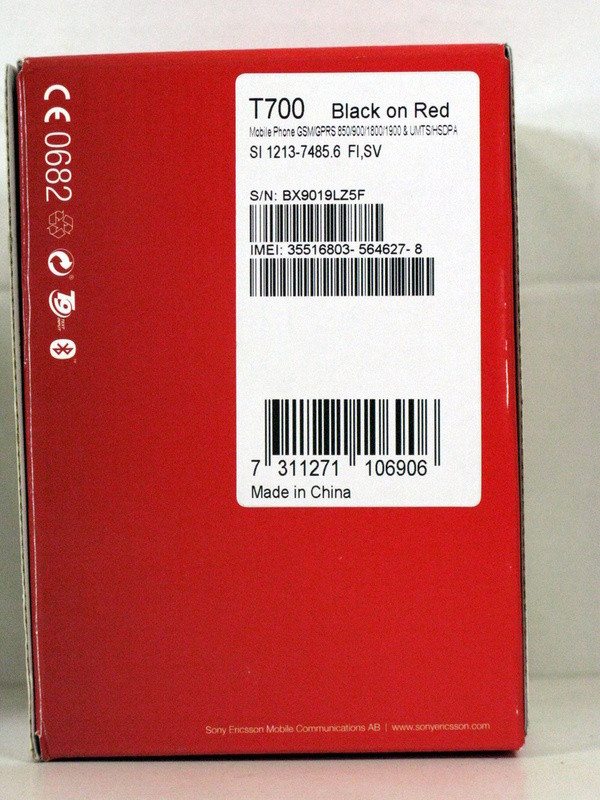 T700 Black on Red
Mobile Phone GSM/GPRS 850/900/1800/1900 & UMTS/HSDPA
SI 1213-7485.6 FI,SV
S/N: BX9019LZ5F
IMEI: 35516803- 564627- 8
7 311271 106906
Made in China
CE 0682
T9
Sony Ericsson Mobile Communications AB | www.sonyericsson.com